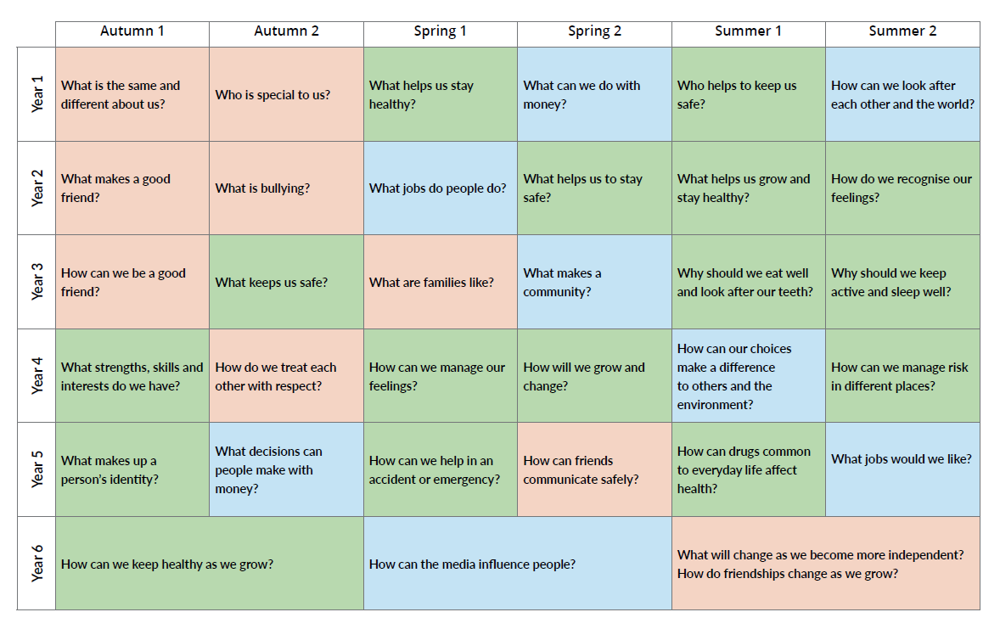 Autumn 1
Autumn 2
Spring 1
Spring 2
Summer 1
Summer 2
Year 1
What is the same and
different about us?
Who is special to us?
What helps us stay
healthy?
What can we do with
money?
Who helps to keep us
safe?
How can we look after
each other and the world?
Year 2
What makes a good
friend?
What is bullying?
What jobs do people do?
What helps us to stay
safe?
What helps us grow and
stay healthy?
How do we recognise our
feelings?
Year 3
How can we be a good
friend?
What keeps us safe?
What are families like?
What makes a
community?
Why should we eat well
and look after our teeth?
Why should we keep
active and sleep well?
Year 4
What strengths, skills and
interests do we have?
How do we treat each
other with respect?
How can we manage our
feelings?
How will we grow and
change?
How can our choices
make a difference
to others and the
environment?
How can we manage risk
in different places?
Year 5
What makes up a
person’s identity?
What decisions can
people make with
money?
How can we help in an
accident or emergency?
How can friends
communicate safely?
How can drugs common
to everyday life affect
health?
What jobs would we like?
Year 6
How can we keep healthy as we grow?
How can the media influence people?
What will change as we become more independent?
How do friendships change as we grow?